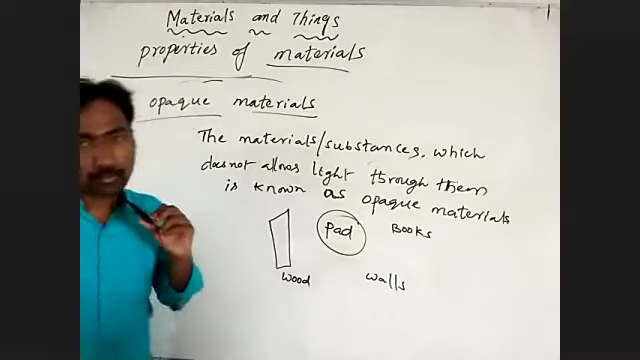 Materials and Things
properties of materials
opaque materials
The materials/substances, which
doesnot allows light through them
is known as opaque materials
Pad
Books
wood
walls